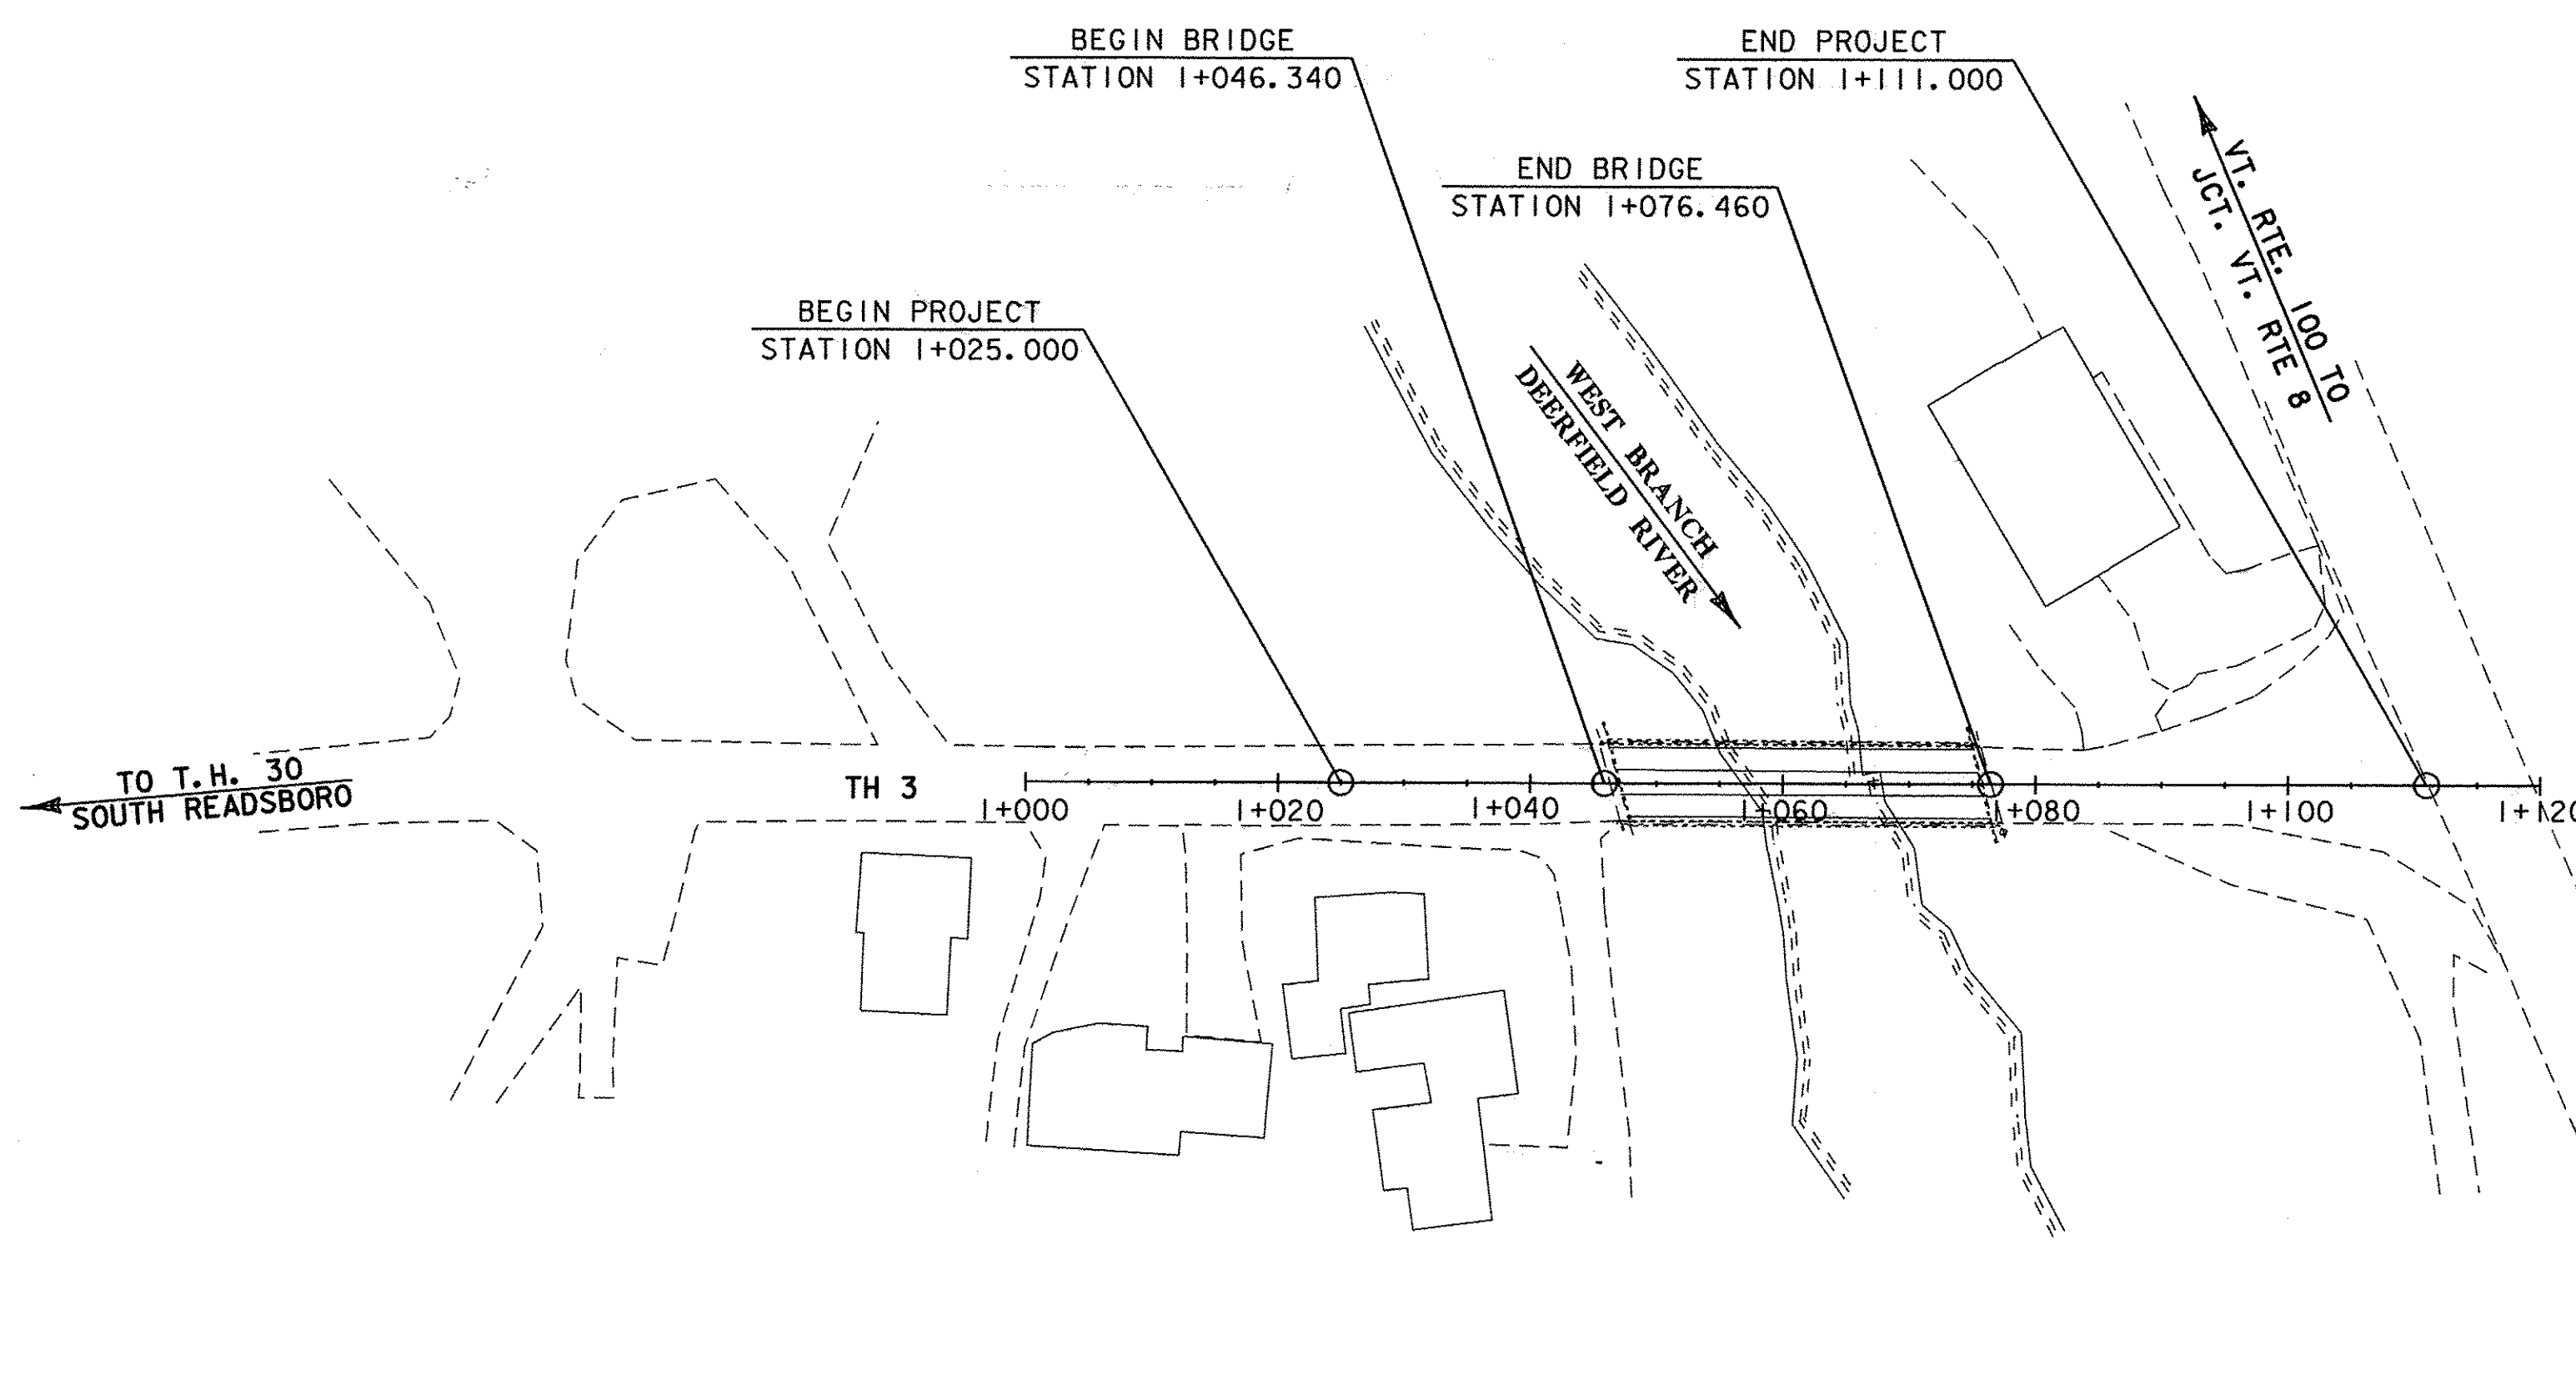 BEGIN BRIDGE
STATION 1+046.340
END PROJECT
STATION 1+111.000
END BRIDGE
STATION 1+076.460
BEGIN PROJECT
STATION 1+025.000
VT. RTE. 100 TO
JCT. VT. RTE 8
WEST BRANCH
DEERFIELD RIVER
TO T.H. 30
SOUTH READSBORO
TH 3
1+000
1+020
1+040
1+060
1+080
1+100
1+120